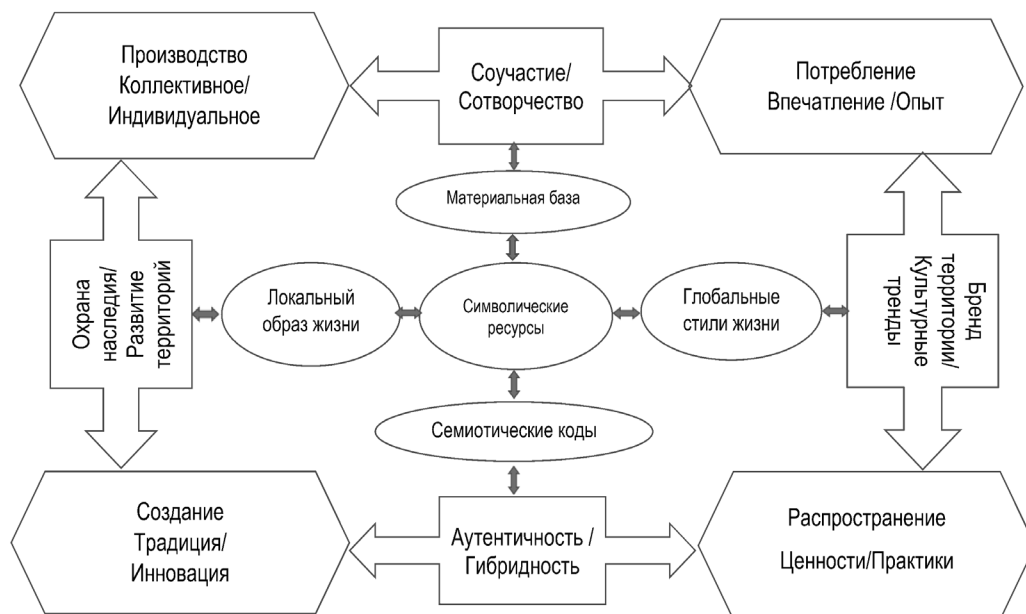 Производство
Коллективное/
Индивидуальное
Соучастие/
Сотворчество
Потребление
Впечатление /Опыт
Материальная база
Охрана
наследия/
Развитие
территорий
Локальный
образ жизни
Символические
ресурсы
Глобальные
стили жизни
Бренд
территории/
Культурные
тренды
Семиотические коды
Создание
Традиция/
Инновация
Аутентичность /
Гибридность
Распространение
Ценности/Практики